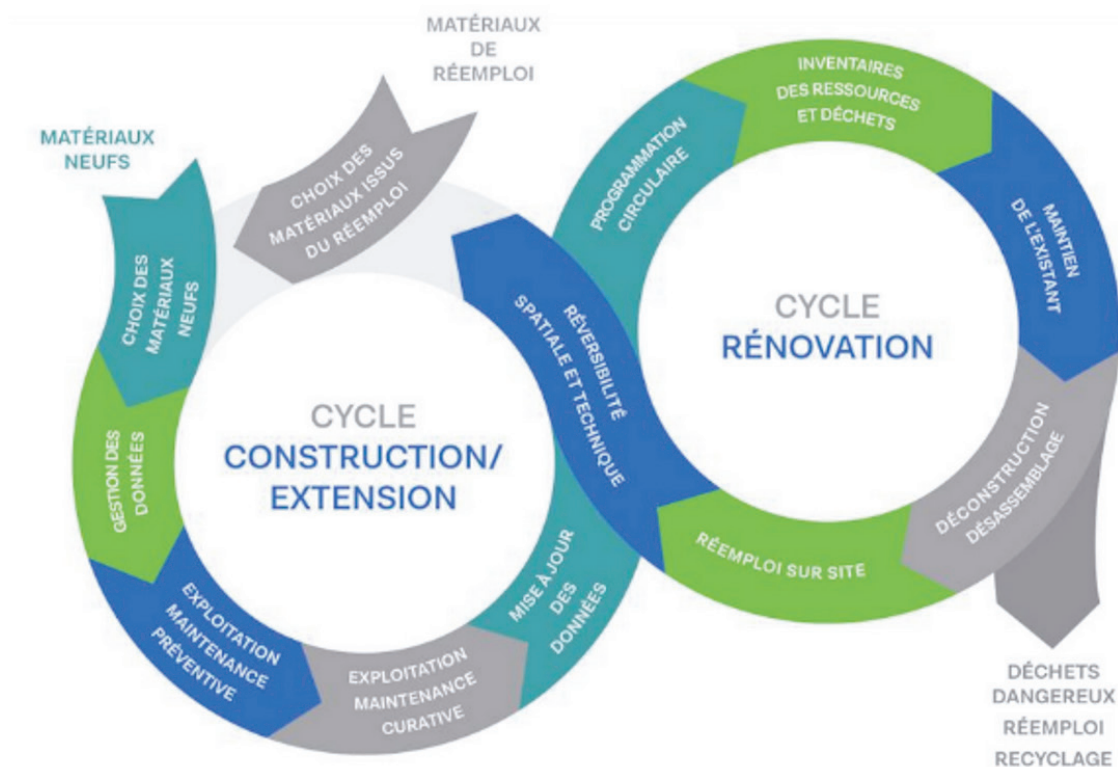 MATÉRIAUX
DE
RÉEMPLOI
MATÉRIAUX
NEUFS
CHOIX DES
MATÉRIAUX ISSUS
DU RÉEMPLOI
CHOIX DES
MATÉRIAUX
NEUFS
GESTION DES
DONNÉES
EXPLOITATION
MAINTENANCE
PRÉVENTIVE
EXPLOITATION
MAINTENANCE
CURATIVE
MISE À JOUR
DES
DONNÉES
CYCLE
CONSTRUCTION/
EXTENSION
RÉVERSIBILITÉ
SPATIALE ET TECHNIQUE
PROGRAMMATION
CIRCULAIRE
INVENTAIRES
DES RESSOURCES
ET DÉCHETS
MAINTIEN
DE L'EXISTANT
DÉCONSTRUCTION
DÉSASSEMBLAGE
RÉEMPLOI SUR SITE
CYCLE
RÉNOVATION
DÉCHETS
DANGEREUX
RÉEMPLOI
RECYCLAGE